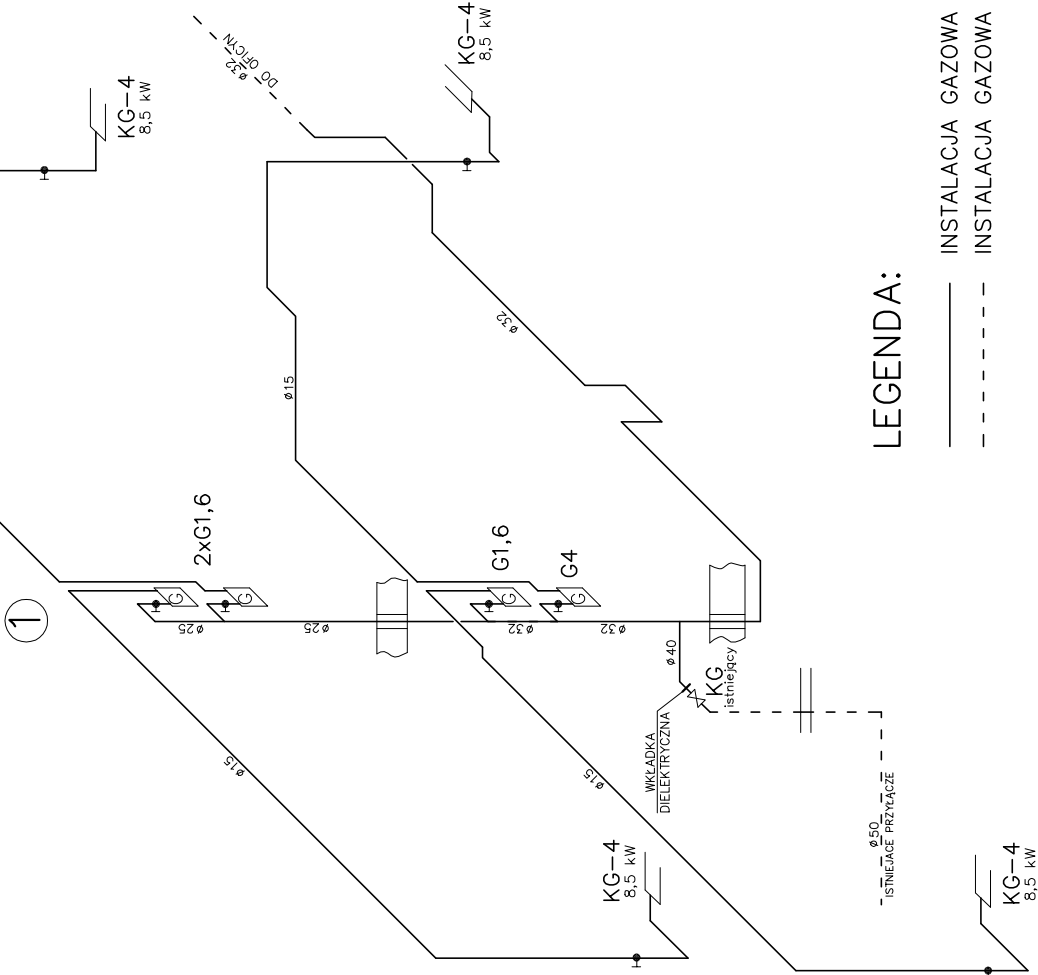 1
KG-4
8,5 kW
KG-4
8,5 kW
ø32
DO OFICYN
ø15
ø32
2xG1,6
G
G
ø25
ø25
G1,6
G4
G
G
ø32
ø32
ø40
KG
istniejący
WKŁADKA
DIELEKTRYCZNA
ø15
ø15
ø50
ISTNIEJACE PRZYŁĄCZE
KG-4
8,5 kW
KG-4
8,5 kW
LEGENDA:
INSTALACJA GAZOWA
INSTALACJA GAZOWA